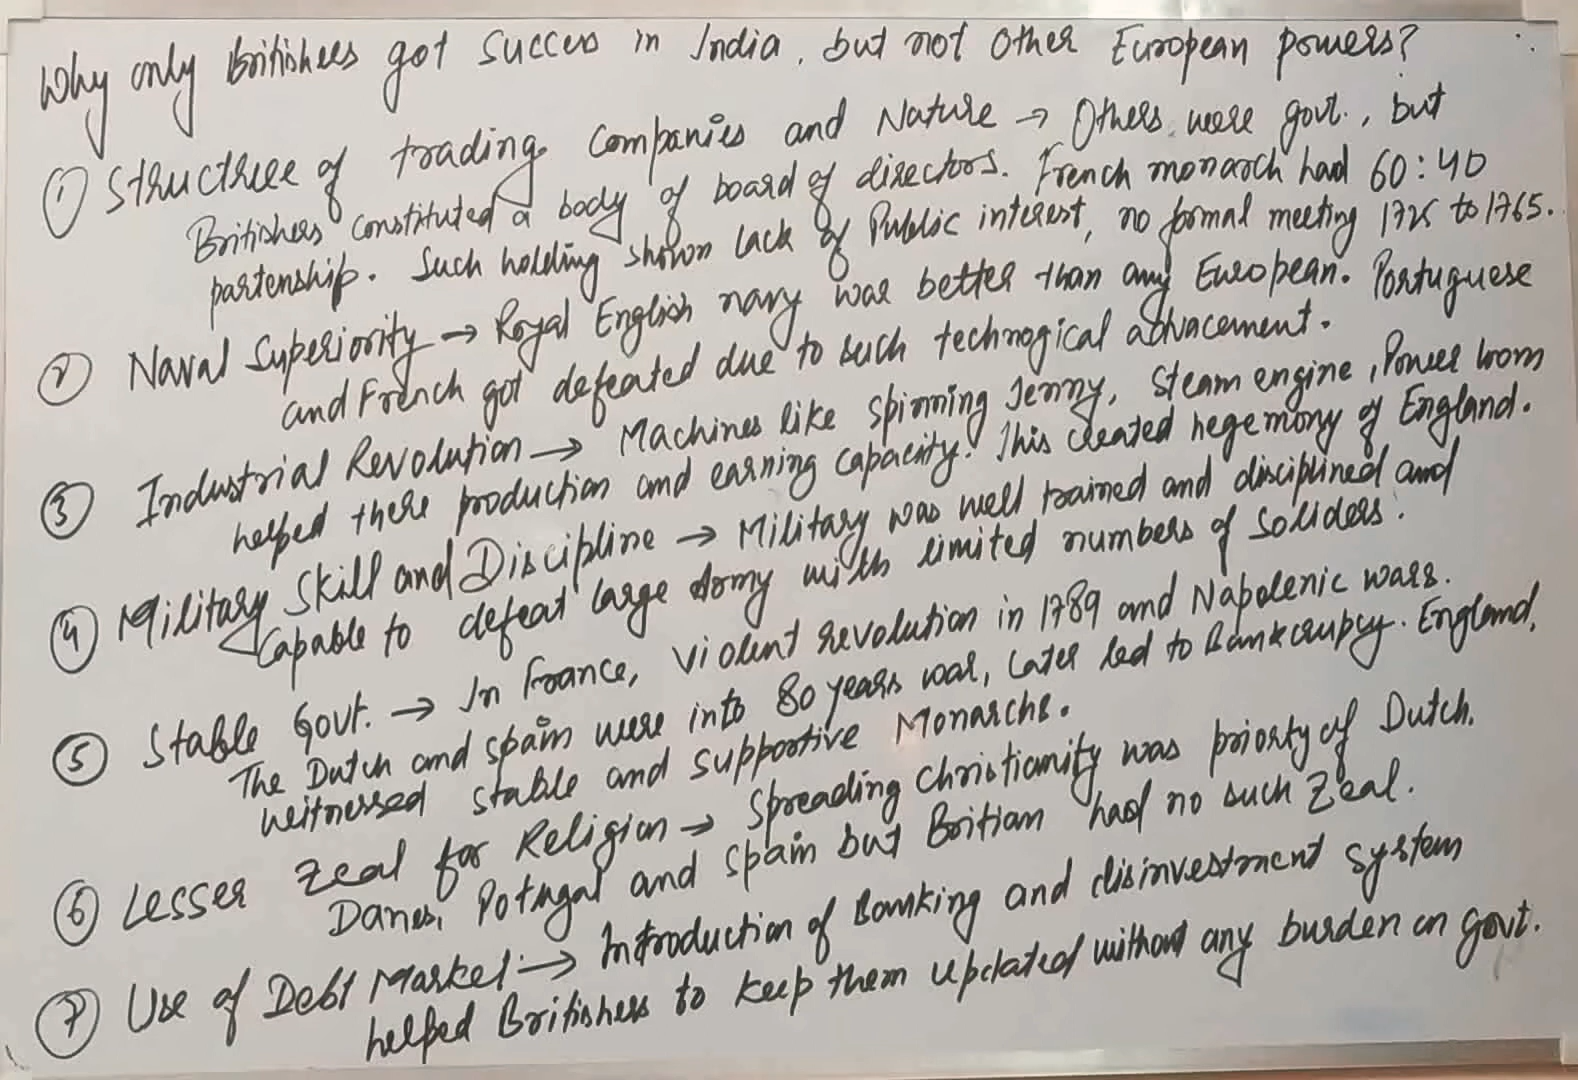 Why only Britishers got Success in India, but not Other European powers?
① Structure of trading Companies and Nature → Others were govt., but
Britishers constituted a body of board of directors. French monarch had 60:40
partenship. Such holding shown lack of Public interest, no formal meeting 1725 to 1765.
② Naval Superiority → Royal English navy was better than any European. Portuguese
and French got defeated due to such technogical advacement.
③ Industrial Revolution → Machines like Spinning Jenny, Steam engine, Power loom
helped there production and earning capacity. This created hegemony of England.
④ Military Skill and Discipline → Military was well trained and disciplined and
Capable to defeat large Army with limited numbers of Soliders.
⑤ Stable Govt. → In France, Violent revolution in 1789 and Napolenic wars.
The Dutch and Spain were into 80 years war, Later led to Bankcrupcy. England,
weitnessed stable and supportive Monarchs.
⑥ Lesser Zeal for Religion → Spreading Christianity was priorty of Dutch,
Danes, Potugal and Spain but Britian had no such Zeal.
⑦ Use of Debt Market → Introduction of Banking and disinvestment system
helped Britishers to keep them updated without any burden on govt.